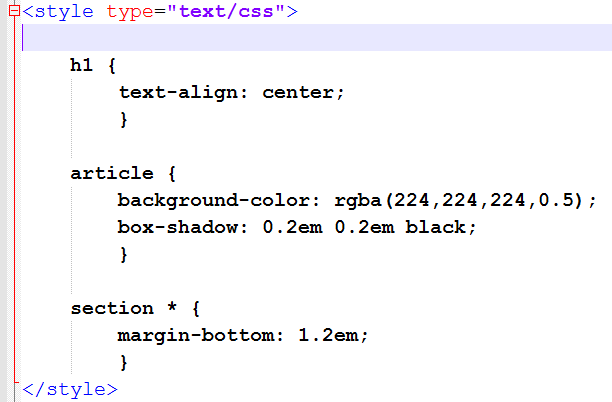 <style type="text/css">
h1 {
text-align: center;
}
article {
background-color: rgba(224,224,224,0.5);
box-shadow: 0.2em 0.2em black;
}
section * {
margin-bottom: 1.2em;
}
</style>